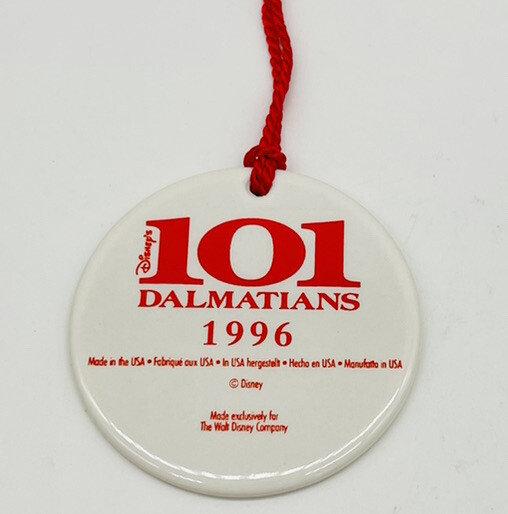 Disney's
101
DALMATIANS
1996
Made in the USA • Fabriqué aux USA • In USA hergestellt • Hecho en USA • Manufatto in USA
© Disney
Made exclusively for
The Walt Disney Company